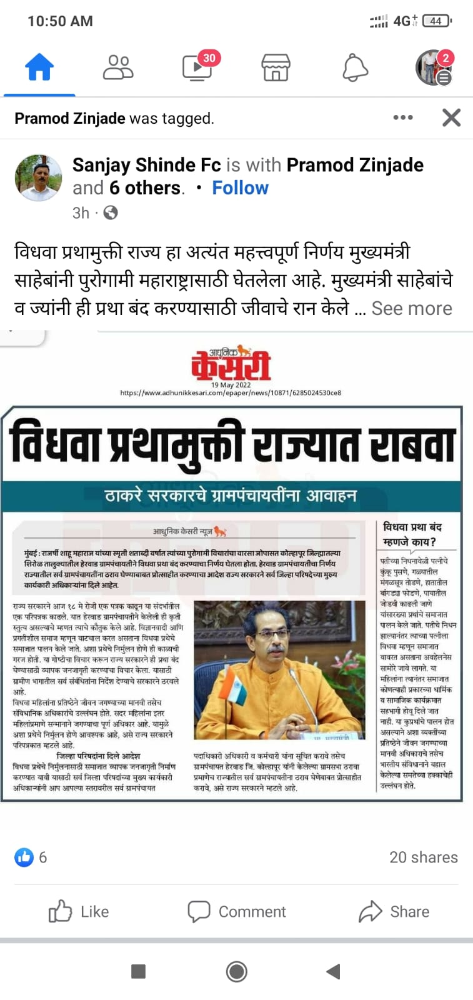 10:50 AM
4G+
44
30
2
Pramod Zinjade was tagged.
Sanjay Shinde Fc is with Pramod Zinjade
and 6 others. • Follow
3h ·
विधवा प्रथामुक्ती राज्य हा अत्यंत महत्त्वपूर्ण निर्णय मुख्यमंत्री
साहेबांनी पुरोगामी महाराष्ट्रासाठी घेतलेला आहे. मुख्यमंत्री साहेबांचे
व ज्यांनी ही प्रथा बंद करण्यासाठी जीवाचे रान केले ... See more
आधुनिक
केसरी
19 May 2022
https://www.adhunikkesari.com/epaper/news/10871/6285024530ce8
विधवा प्रथामुक्ती राज्यात राबवा
ठाकरे सरकारचे ग्रामपंचायतींना आवाहन
आधुनिक केसरी न्यूज
मुंबई : राजर्षी शाहू महाराज यांच्या स्मृती शताब्दी वर्षात त्यांच्या पुरोगामी विचारांचा वारसा जोपासत कोल्हापूर जिल्ह्यातल्या
शिरोळ तालुक्यातील हेरवाड ग्रामपंचायतीने विधवा प्रथा बंद करण्याचा निर्णय घेतला होता. हेरवाड ग्रामपंचायतीचा निर्णय
राज्यातील सर्व ग्रामपंचायतींना ठराव घेण्याबाबत प्रोत्साहीत करण्याचा आदेश राज्य सरकारने सर्व जिल्हा परिषदेच्या मुख्य
कार्यकारी अधिकाऱ्यांना दिले आहेत.
राज्य सरकारने आज १८ मे रोजी एक पत्रक काढून या संदर्भातील
एक परिपत्रक काढले. यात हेरवाड ग्रामपंचायतीने केलेली ही कृती
स्तुत्य असल्याचे म्हणत त्याचे कौतुक केले आहे. विज्ञानवादी आणि
प्रगतीशील समाज म्हणून वाटचाल करत असताना विधवा प्रथेचे
समाजात पालन केले जाते. अशा प्रथेचे निर्मुलन होणे ही काळाची
गरज होती. या गोष्टीचा विचार करून राज्य सरकारने ही प्रथा बंद
घेण्यासाठी व्यापक जनजागृती करण्याचा विचार केला. यासाठी
ग्रामीण भागातील सर्व संबंधितांना निर्देश देण्याचे सरकारने ठरवले
आहे.
विधवा महिलांना प्रतिष्ठेने जीवन जगण्याच्या मानवी तसेच
संविधानिक अधिकारांचे उल्लंघन होते. सदर महिलांना इतर
महिलांप्रमाणे सन्मानाने जगण्याचा पूर्ण अधिकार आहे. यामुळे
अशा प्रथेचे निर्मुलन होणे आवश्यक आहे, असे राज्य सरकारने
परिपत्रकात म्हटले आहे.
जिल्हा परिषदांना दिले आदेश
विधवा प्रथेचे निर्मुलनासाठी समाजात व्यापक जनजागृती निर्माण
करण्यात यावी यासाठी सर्व जिल्हा परिषदांच्या मुख्य कार्यकारी
अधिकाऱ्यांनी आप आपल्या स्तरावरील सर्व ग्रामपंचायत
पदाधिकारी अधिकारी व कर्मचारी यांना सूचित करावे तसेच
ग्रामपंचायत हेरवाड जि. कोल्हापूर यांनी केलेल्या ग्रामसभा ठरावा
प्रमाणेच राज्यातील सर्व ग्रामपंचायतीना ठराव घेणेबाबत प्रोत्साहीत
करावे, असे राज्य सरकारने म्हटले आहे.
विधवा प्रथा बंद
म्हणजे काय?
पतीच्या निधनावेळी पत्नीचे
कुंकू पुसणे, गळ्यातील
मंगळसूत्र तोडणे, हातातील
बांगड्या फोडणे, पायातील
जोडवी काढली जाणे
यांसारख्या प्रथांचे समाजात
पालन केले जाते. पतीचे निधन
झाल्यानंतर त्याच्या पत्नीला
विधवा म्हणून समाजात
वावरत असताना अवहेलनेस
सामोरे जावे लागते. या
महिलांना त्यानंतर समाजात
कोणत्याही प्रकारच्या धार्मिक
व सामाजिक कार्यक्रमात
सहभागी होवू दिले जात
नाही. या कुप्रथांचे पालन होत
असल्याने अशा व्यक्तींच्या
प्रतिष्ठेने जीवन जगण्याच्या
मानवी अधिकाराचे तसेच
भारतीय संविधानाने बहाल
केलेल्या समतेच्या हक्काचेही
उल्लंघन होते.
6
20 shares
Like
Comment
Share